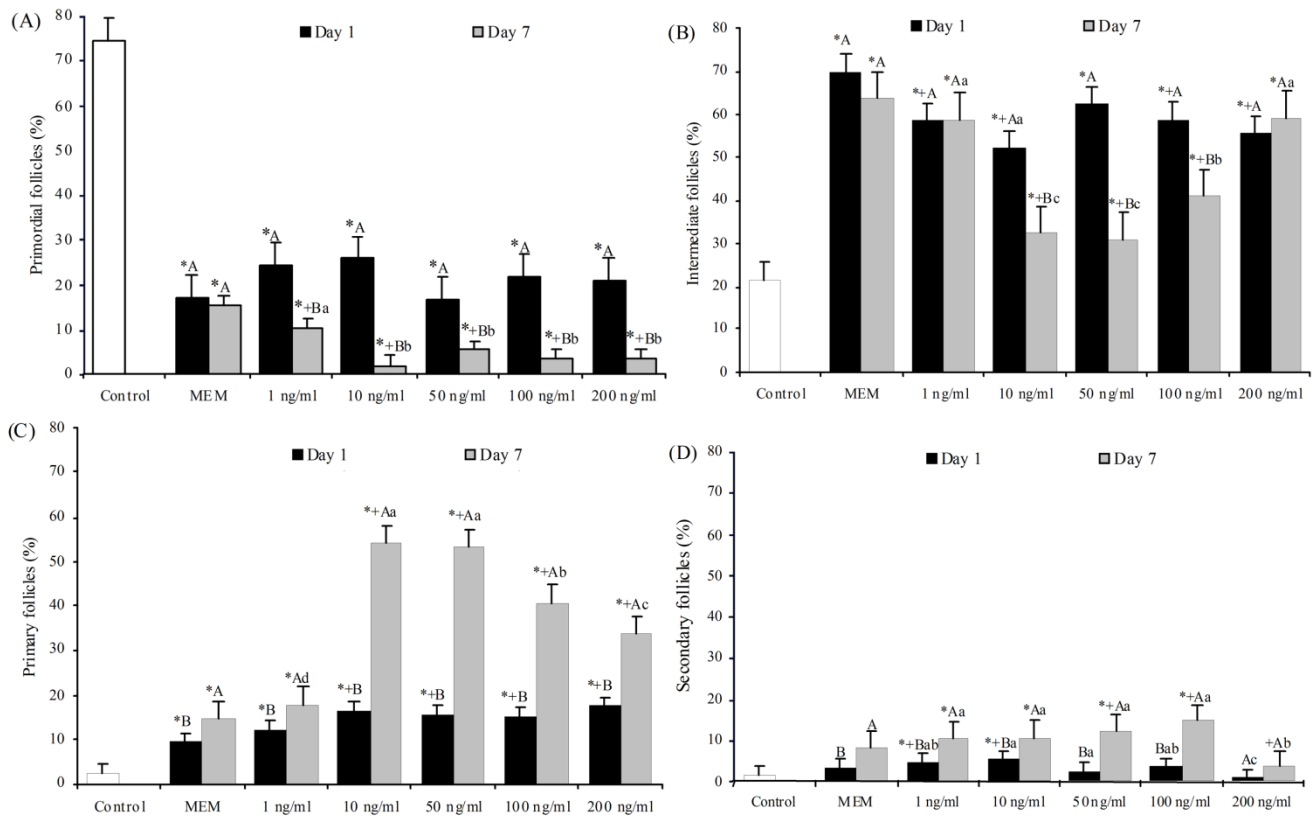 (A)
Day 1 Day 7
Primordial follicles (%)
80
70
60
50
40
30
20
10
0
*A *A *A *+Ba *A *+Bb *A *+Bb *A *+Bb *A *+Bb
Control MEM 1 ng/ml 10 ng/ml 50 ng/ml 100 ng/ml 200 ng/ml
(B)
Day 1 Day 7
Intermediate follicles (%)
80
70
60
50
40
30
20
10
0
*A *A *+A *Aa *+Aa *+Bc *A *+Bc *+A *+Bb *+A *Aa
Control MEM 1 ng/ml 10 ng/ml 50 ng/ml 100 ng/ml 200 ng/ml
(C)
Day 1 Day 7
Primary follicles (%)
80
70
60
50
40
30
20
10
0
*B *A *B *Ad *+B *+Aa *+B *+Aa *+B *+Ab *+B *+Ac
Control MEM 1 ng/ml 10 ng/ml 50 ng/ml 100 ng/ml 200 ng/ml
(D)
Day 1 Day 7
Secondary follicles (%)
80
70
60
50
40
30
20
10
0
B A *+Bab *Aa *+Ba *Aa Ba *+Aa Bab *+Aa Ac +Ab
Control MEM 1 ng/ml 10 ng/ml 50 ng/ml 100 ng/ml 200 ng/ml